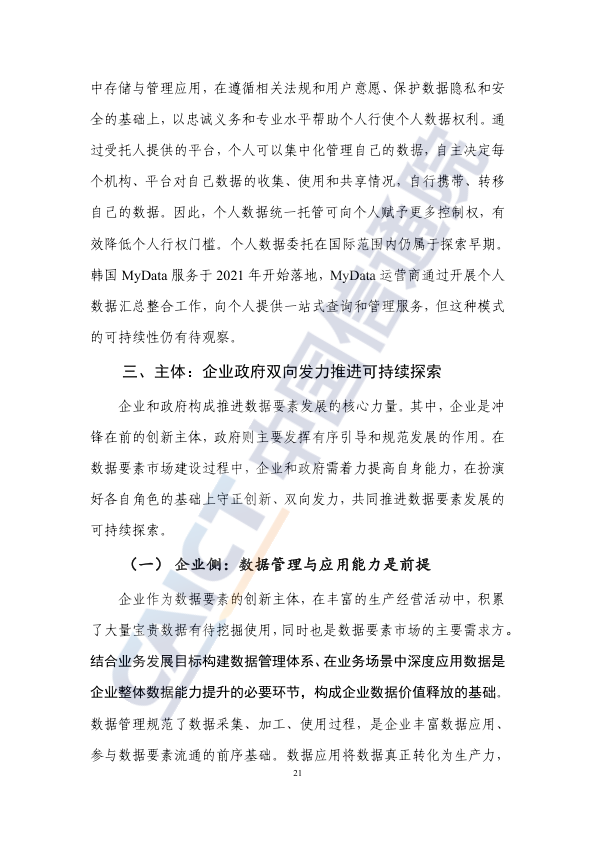 中存储与管理应用，在遵循相关法规和用户意愿、保护数据隐私和安
全的基础上，以忠诚义务和专业水平帮助个人行使个人数据权利。通
过受托人提供的平台，个人可以集中化管理自己的数据，自主决定每
个机构、平台对自己数据的收集、使用和共享情况，自行携带、转移
自己的数据。因此，个人数据统一托管可向个人赋予更多控制权，有
效降低个人行权门槛。个人数据委托在国际范围内仍属于探索早期。
韩国 MyData 服务于 2021 年开始落地，MyData 运营商通过开展个人
数据汇总整合工作，向个人提供一站式查询和管理服务，但这种模式
的可持续性仍有待观察。
三、主体：企业政府双向发力推进可持续探索
企业和政府构成推进数据要素发展的核心力量。其中，企业是冲
锋在前的创新主体，政府则主要发挥有序引导和规范发展的作用。在
数据要素市场建设过程中，企业和政府需着力提高自身能力，在扮演
好各自角色的基础上守正创新、双向发力，共同推进数据要素发展的
可持续探索。
（一） 企业侧：数据管理与应用能力是前提
企业作为数据要素的创新主体，在丰富的生产经营活动中，积累
了大量宝贵数据有待挖掘使用，同时也是数据要素市场的主要需求方。
结合业务发展目标构建数据管理体系、在业务场景中深度应用数据是
企业整体数据能力提升的必要环节，构成企业数据价值释放的基础。
数据管理规范了数据采集、加工、使用过程，是企业丰富数据应用、
参与数据要素流通的前序基础。数据应用将数据真正转化为生产力，
21
CAICT 中国信通院